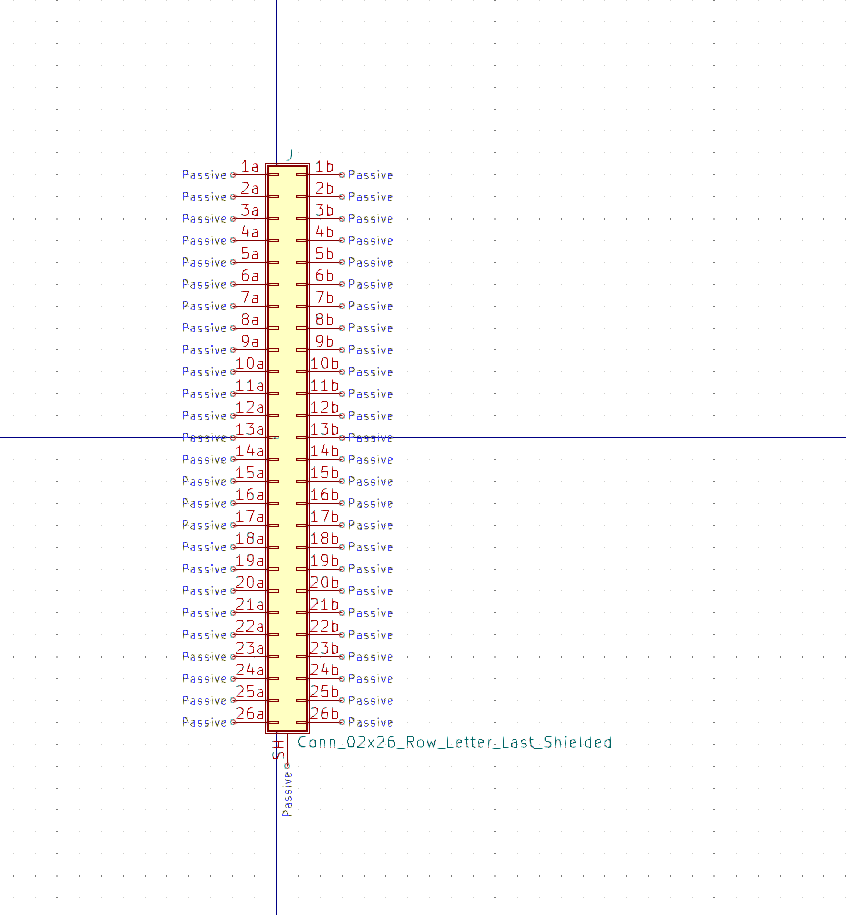 J
Passive 1a 1b Passive
Passive 2a 2b Passive
Passive 3a 3b Passive
Passive 4a 4b Passive
Passive 5a 5b Passive
Passive 6a 6b Passive
Passive 7a 7b Passive
Passive 8a 8b Passive
Passive 9a 9b Passive
Passive 10a 10b Passive
Passive 11a 11b Passive
Passive 12a 12b Passive
Passive 13a 13b Passive
Passive 14a 14b Passive
Passive 15a 15b Passive
Passive 16a 16b Passive
Passive 17a 17b Passive
Passive 18a 18b Passive
Passive 19a 19b Passive
Passive 20a 20b Passive
Passive 21a 21b Passive
Passive 22a 22b Passive
Passive 23a 23b Passive
Passive 24a 24b Passive
Passive 25a 25b Passive
Passive 26a 26b Passive
SH
Conn_02x26_Row_Letter_Last_Shielded
Passive